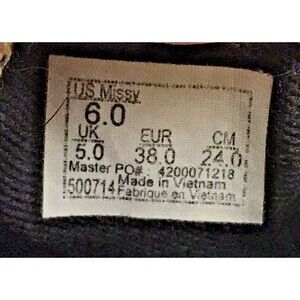 US Missy
6.0
UK EUR CM
5.0 38.0 24.0
Master PO# 4200071218
Made in Vietnam
500714 Fabrique en Vietnam